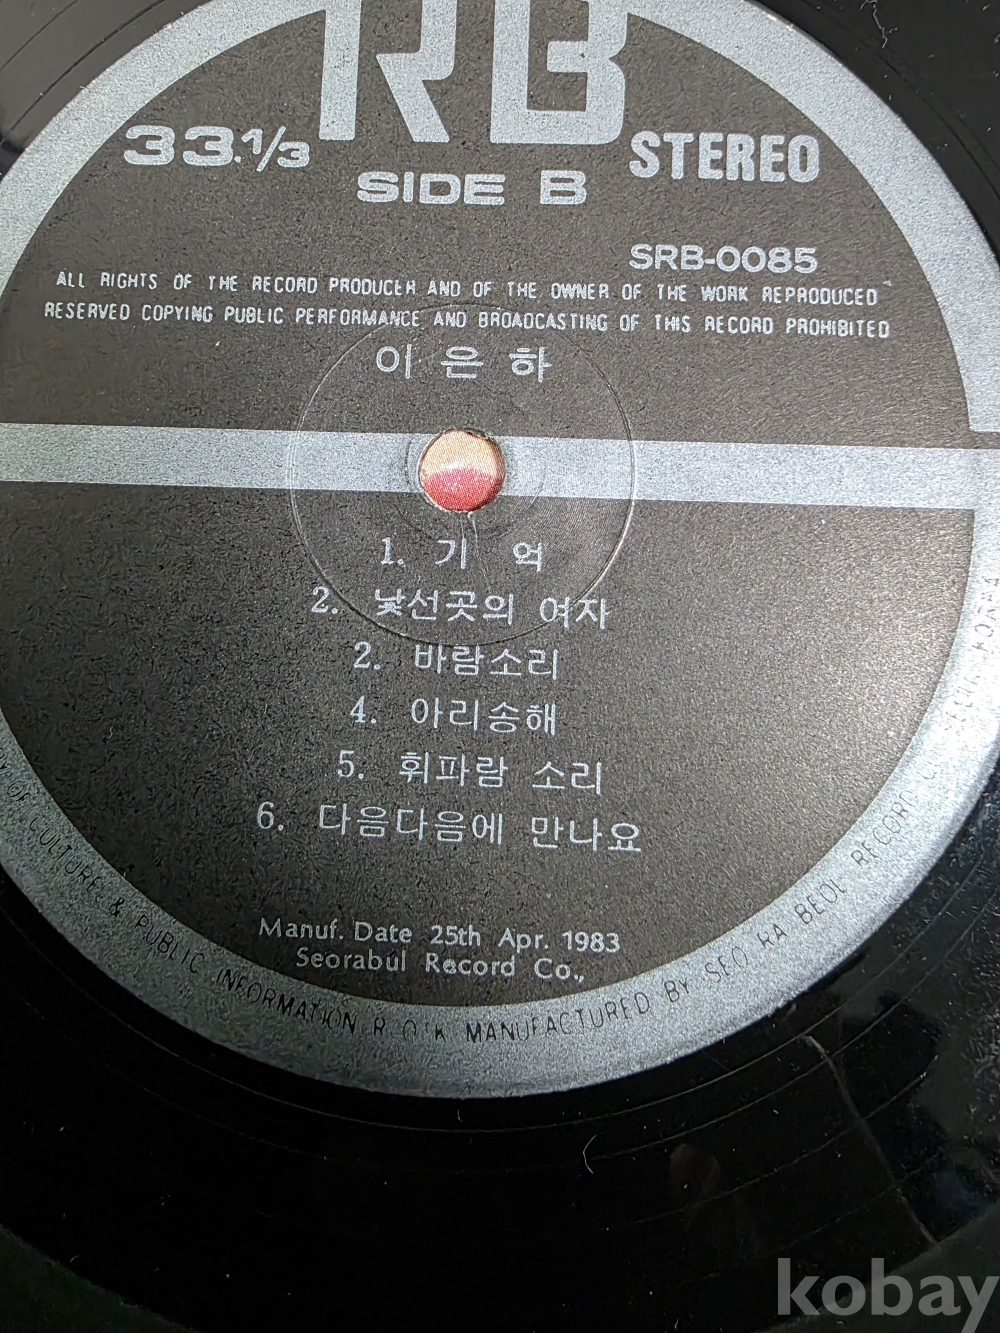 RB
33.⅓
STEREO
SIDE B
SRB-0085
ALL RIGHTS OF THE RECORD PRODUCER AND OF THE OWNER OF THE WORK REPRODUCED
RESERVED COPYING PUBLIC PERFORMANCE AND BROADCASTING OF THIS RECORD PROHIBITED
이 은 하
1. 기 억
2. 낯선곳의 여자
2. 바람소리
4. 아리송해
5. 휘파람 소리
6. 다음다음에 만나요
Manuf. Date 25th Apr. 1983
Seorabul Record Co.,
OF CULTURE & PUBLIC INFORMATION R.O.K MANUFACTURED BY SEO RA BEOL RECORD
kobay